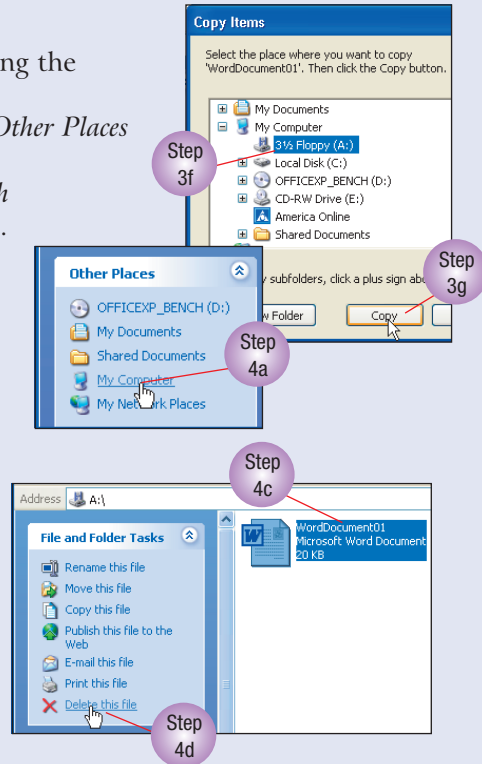 ng the
Other Places
h
.
Copy Items
Select the place where you want to copy
'WordDocument01'. Then click the Copy button.
My Documents
My Computer
3½ Floppy (A:)
Local Disk (C:)
OFFICEXP_BENCH (D:)
CD-RW Drive (E:)
America Online
Shared Documents
y subfolders, click a plus sign abo
w Folder
Copy
Step
3f
Step
3g
Other Places
OFFICEXP_BENCH (D:)
My Documents
Shared Documents
My Computer
My Network Places
Step
4a
Step
4c
Address A:\
File and Folder Tasks
Rename this file
Move this file
Copy this file
Publish this file to the
Web
E-mail this file
Print this file
Delete this file
WordDocument01
Microsoft Word Document
20 KB
Step
4d